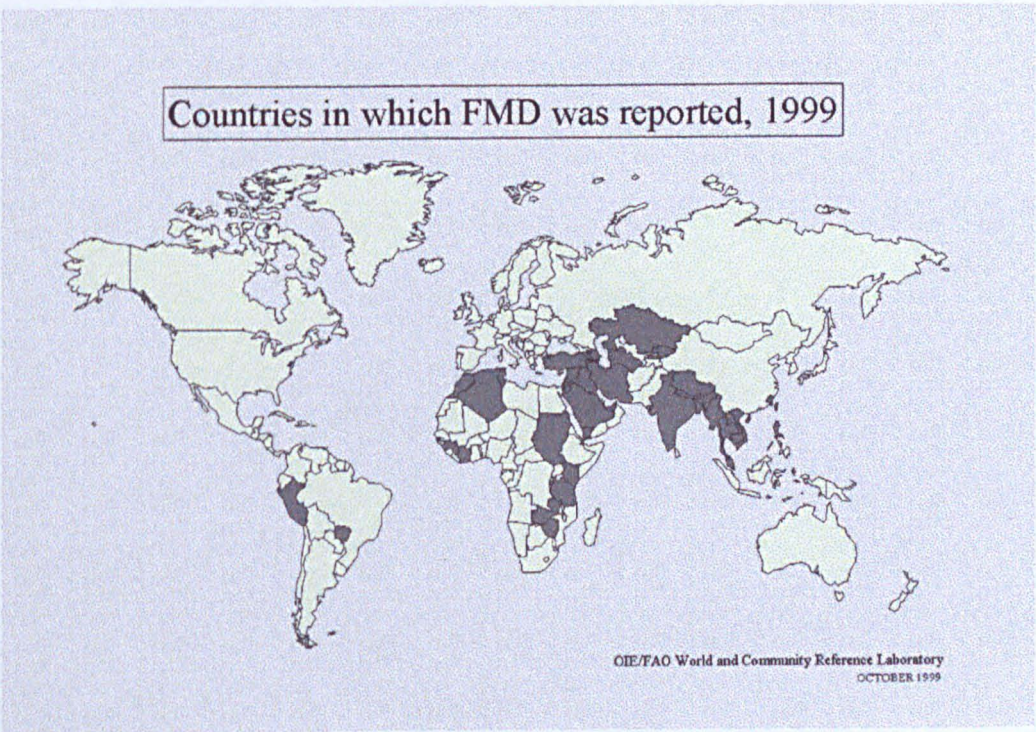 Countries in which FMD was reported, 1999
OIE/FAO World and Community Reference Laboratory
OCTOBER 1999